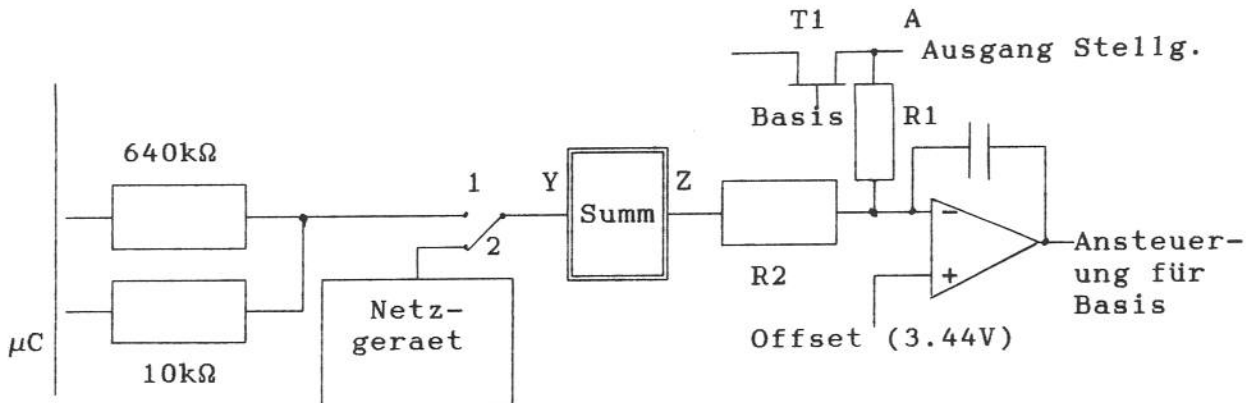 T1
A
Ausgang Stellg.
Basis
R1
640kΩ
1
Y
Z
Summ
2
R2
Netz-
geraet
Ansteuer-
ung für
Basis
-
+
Offset (3.44V)
µC
10kΩ